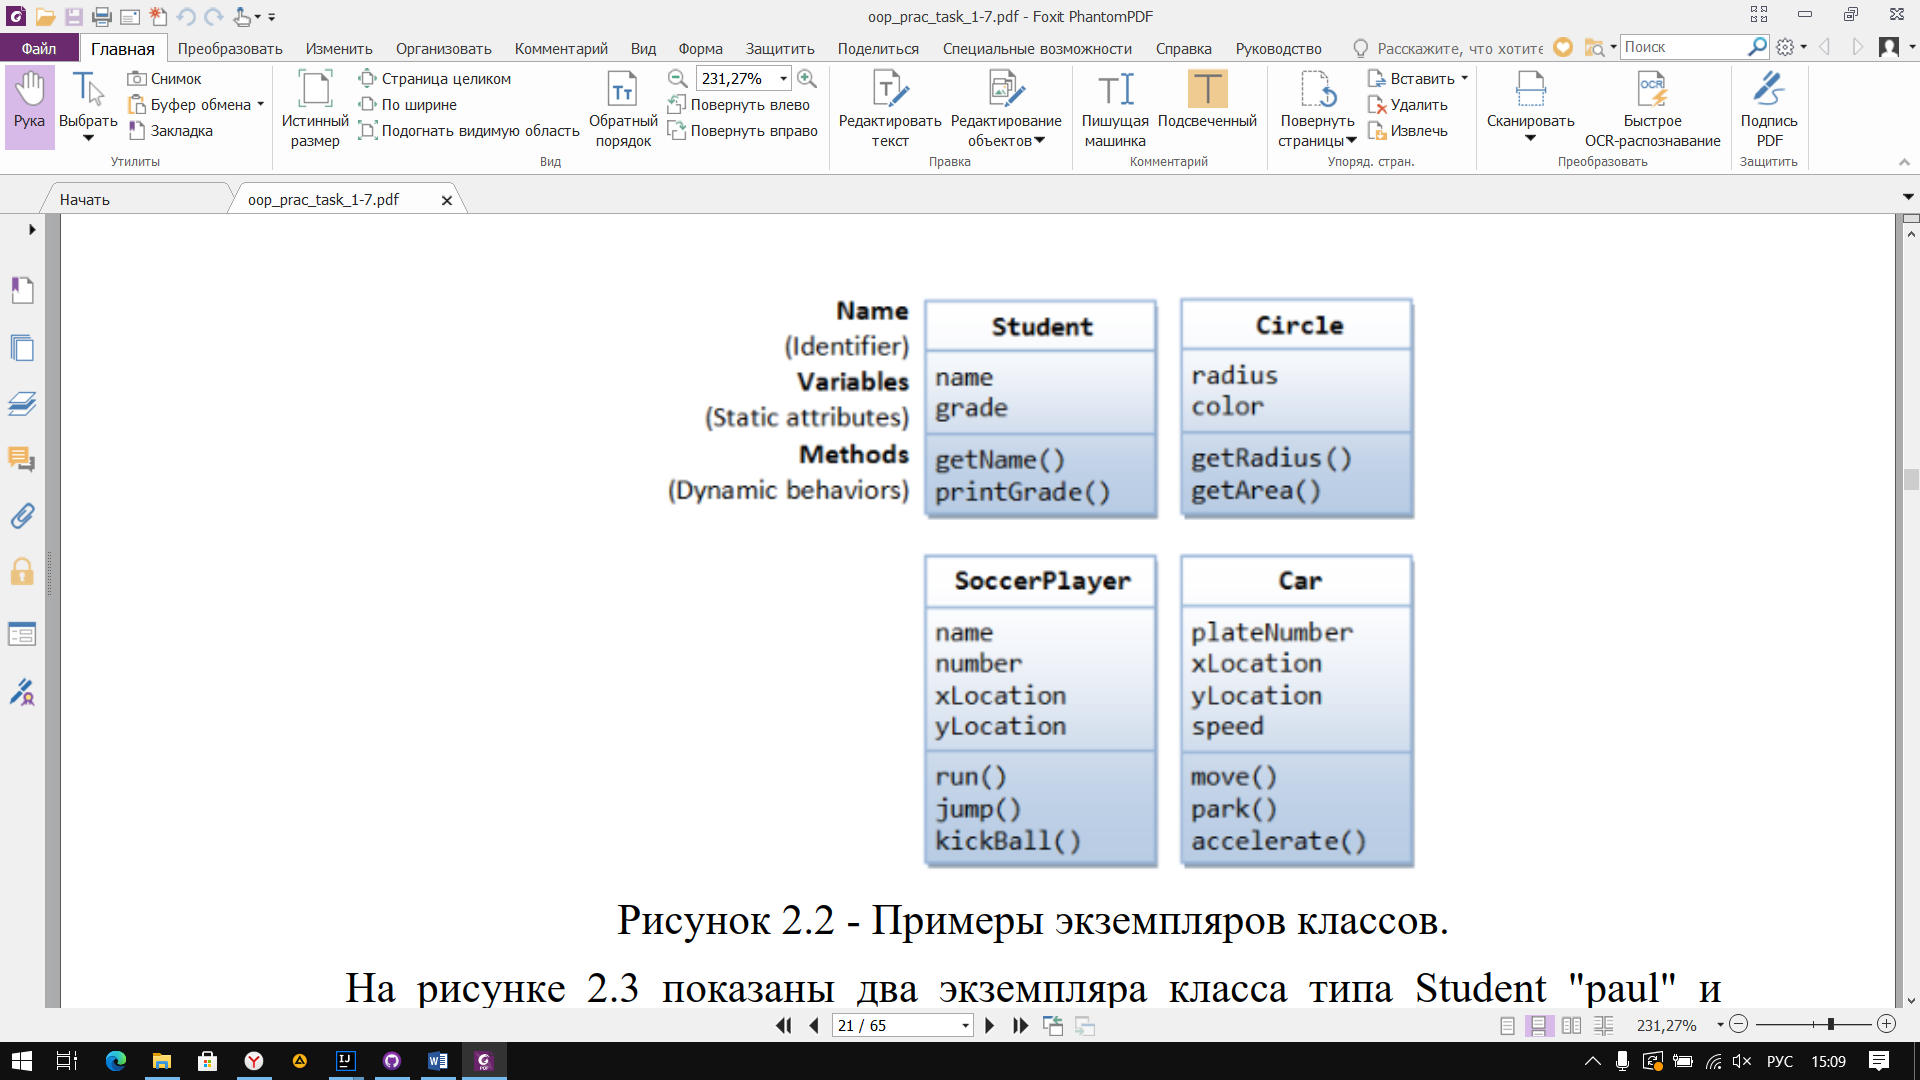 oop_prac_task_1-7.pdf - Foxit PhantomPDF
Файл Главная Преобразовать Изменить Организовать Комментарий Вид Форма Защитить Поделиться Специальные возможности Справка Руководство Расскажите, что хотите Поиск
Рука
Выбрать
Снимок
Буфер обмена
Закладка
Утилиты
Истинный размер
Страница целиком
По ширине
Подогнать видимую область
Обратный порядок
231,27%
Повернуть влево
Повернуть вправо
Вид
Редактировать текст
Редактирование объектов
Правка
Пишущая машинка
Подсвеченный
Комментарий
Повернуть страницы
Вставить
Удалить
Извлечь
Упоряд. стран.
Сканировать
OCR
Быстрое OCR-распознавание
Преобразовать
Подпись PDF
Защитить
Начать
oop_prac_task_1-7.pdf
Name
(Identifier)
Variables
(Static attributes)
Methods
(Dynamic behaviors)
Student
name
grade
getName()
printGrade()
Circle
radius
color
getRadius()
getArea()
SoccerPlayer
name
number
xLocation
yLocation
run()
jump()
kickBall()
Car
plateNumber
xLocation
yLocation
speed
move()
park()
accelerate()
Рисунок 2.2 - Примеры экземпляров классов.
На рисунке 2.3 показаны два экземпляра класса типа Student "paul" и
21 / 65
231,27%
РУС 15:09